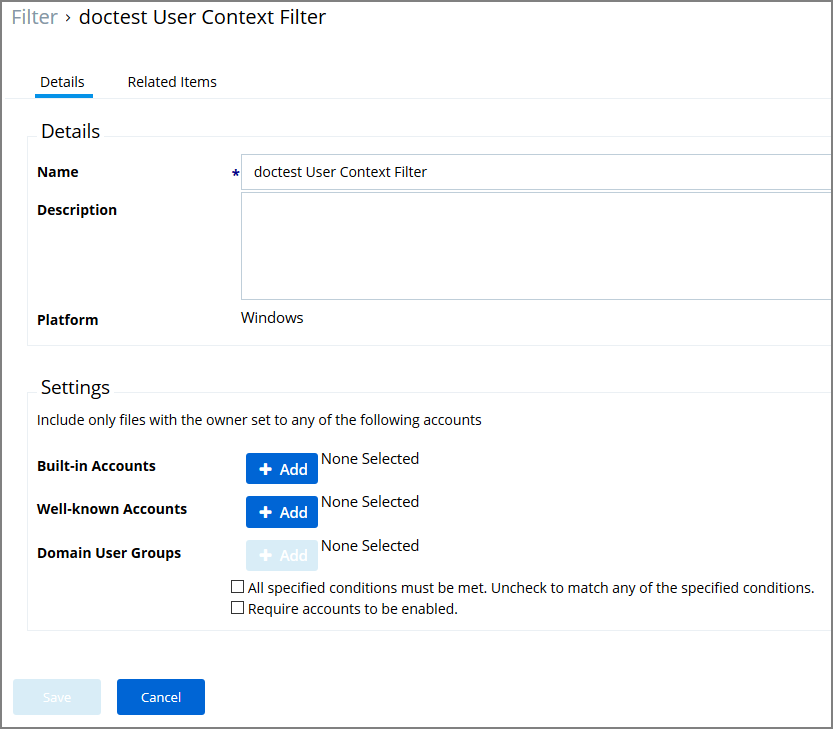 Filter › doctest User Context Filter
Details Related Items
Details
Name * doctest User Context Filter
Description
Platform Windows
Settings
Include only files with the owner set to any of the following accounts
Built-in Accounts + Add None Selected
Well-known Accounts + Add None Selected
Domain User Groups + Add None Selected
All specified conditions must be met. Uncheck to match any of the specified conditions.
Require accounts to be enabled.
Save Cancel